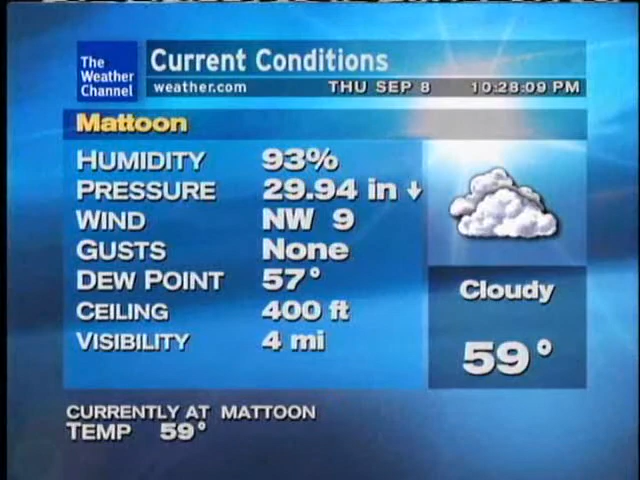 The
Weather
Channel
Current Conditions
weather.com THU SEP 8 10:28:09 PM
Mattoon
HUMIDITY 93%
PRESSURE 29.94 in ↓
WIND NW 9
GUSTS None
DEW POINT 57°
CEILING 400 ft
VISIBILITY 4 mi
Cloudy
59°
CURRENTLY AT MATTOON
TEMP 59°